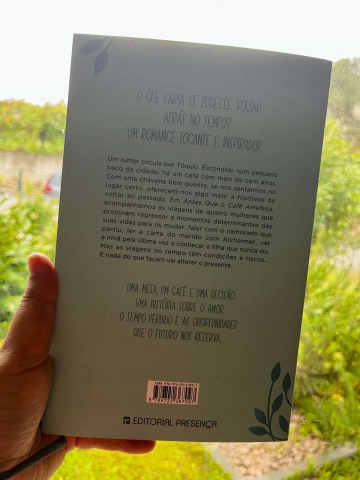 O QUE FARIA SE PUDESSE VOLTAR
ATRÁS NO TEMPO?
UM ROMANCE TOCANTE E INSPIRADOR.
Um rumor circula por Tóquio. Escondido num pequeno
beco da cidade, há um café com mais de cem anos.
Com uma chávena bem quente, se nos sentarmos no
lugar certo, oferecem-nos algo mais: a hipótese de
voltar ao passado. Em Antes Que o Café Arrefeça,
acompanhamos as viagens de quatro mulheres que
procuram regressar a momentos determinantes das
suas vidas para os mudar: falar com o namorado que
partiu, ler a carta do marido com Alzheimer, ver
a irmã pela última vez e conhecer a filha que nunca viu.
Mas as viagens no tempo têm condições e riscos...
E nada do que façam vai alterar o presente.
UMA MESA, UM CAFÉ E UMA DECISÃO.
UMA HISTÓRIA SOBRE O AMOR,
O TEMPO PERDIDO E AS OPORTUNIDADES
QUE O FUTURO NOS RESERVA.
EDITORIAL PRESENÇA